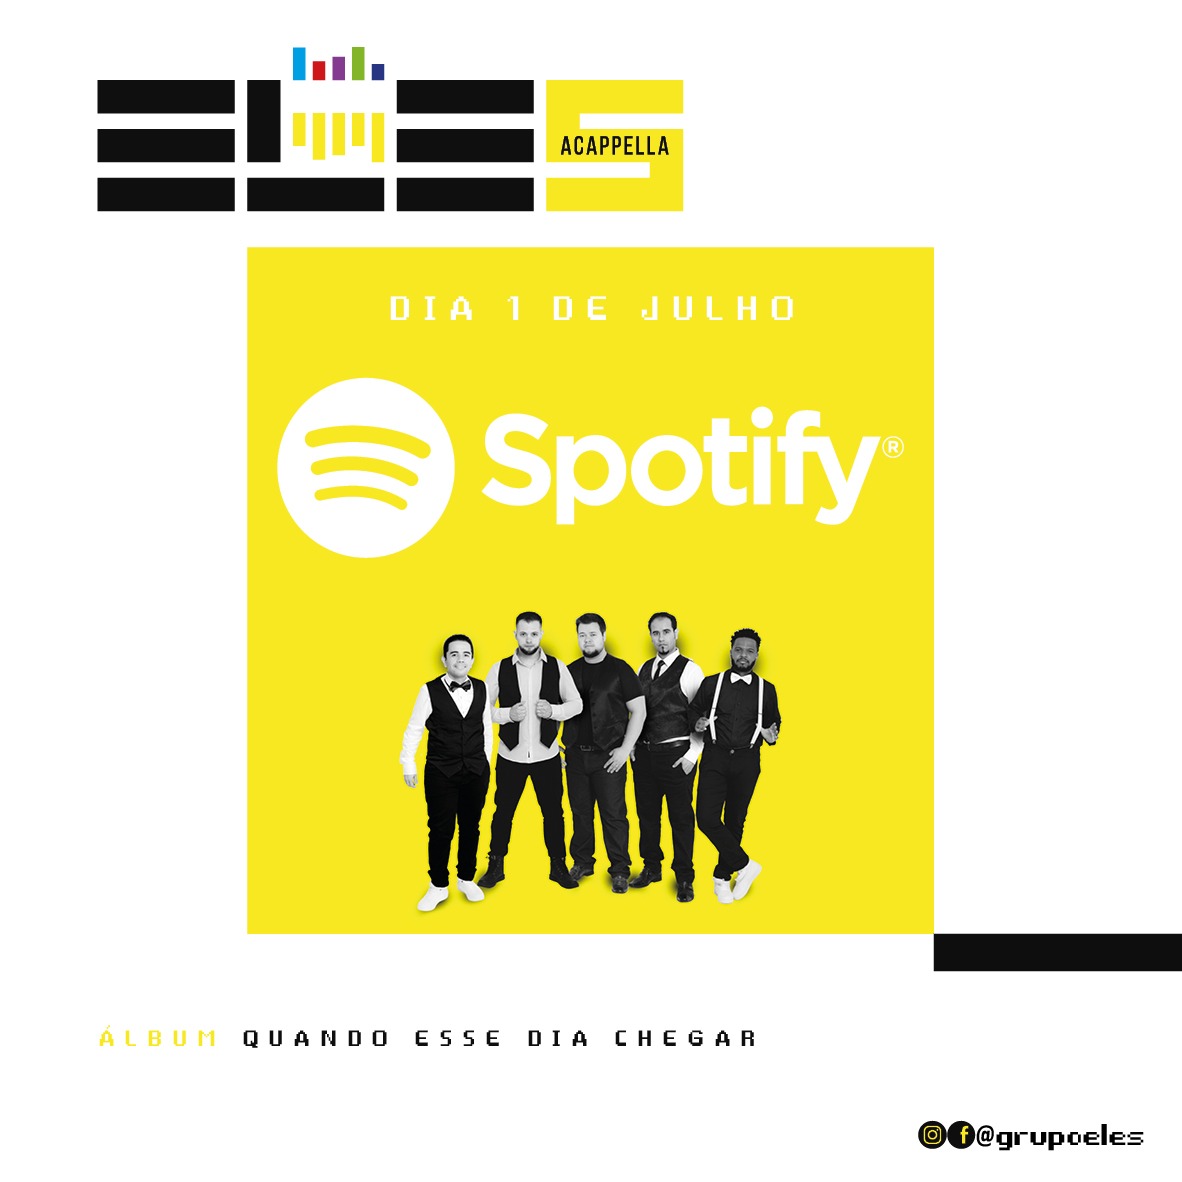 ELES
ACAPPELLA
DIA 1 DE JULHO
Spotify®
ÁLBUM QUANDO ESSE DIA CHEGAR
@grupoeles